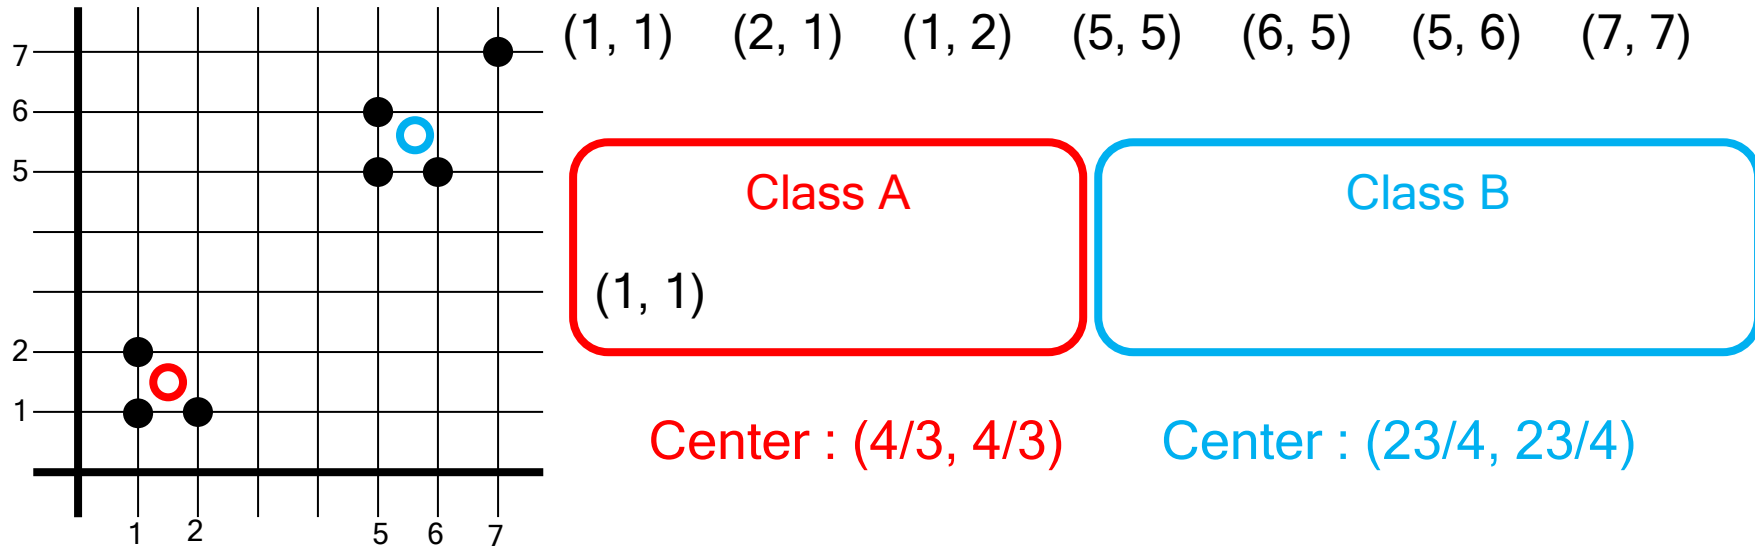 (1, 1) (2, 1) (1, 2) (5, 5) (6, 5) (5, 6) (7, 7)
7
6
5
2
1
1 2 5 6 7
Class A
(1, 1)
Class B
Center : (4/3, 4/3)
Center : (23/4, 23/4)